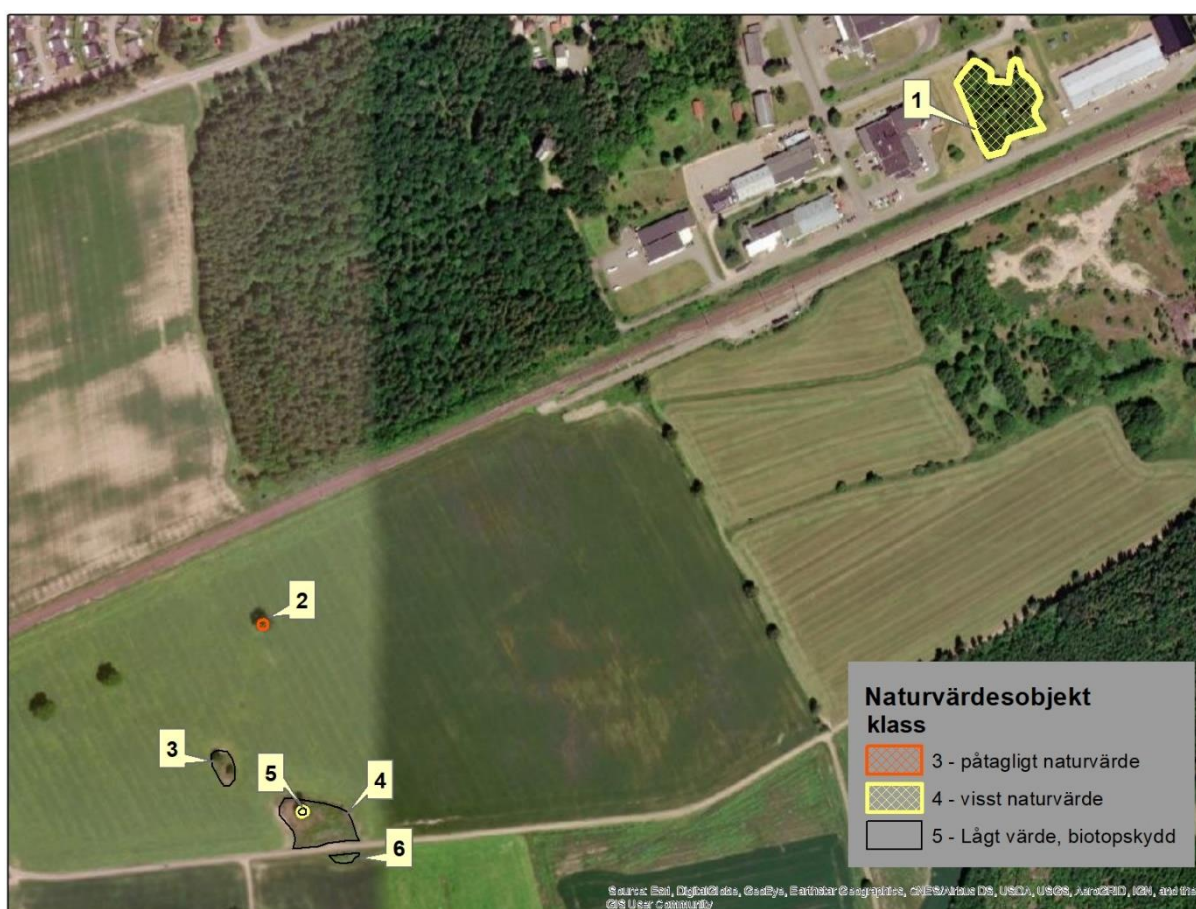 1
2
3
5
4
6
Naturvärdesobjekt
klass
3 - påtagligt naturvärde
4 - visst naturvärde
5 - Lågt värde, biotopskydd
Source: Esri, DigitalGlobe, GeoEye, Earthstar Geographics, CNES/Airbus DS, USDA, USGS, AeroGRID, IGN, and the
GIS User Community